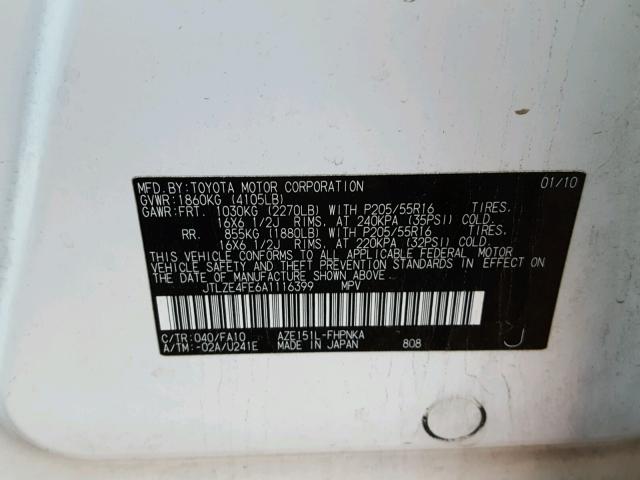 MFD. BY: TOYOTA MOTOR CORPORATION 01/10
GVWR: 1860KG (4105LB)
GAWR: FRT. 1030KG (2270LB) WITH P205/55R16 TIRES.
16X6 1/2J RIMS. AT 240KPA (35PSI) COLD.
RR. 855KG (1880LB) WITH P205/55R16 TIRES.
16X6 1/2J RIMS. AT 220KPA (32PSI) COLD.
THIS VEHICLE CONFORMS TO ALL APPLICABLE FEDERAL MOTOR
VEHICLE SAFETY AND THEFT PREVENTION STANDARDS IN EFFECT ON
THE DATE OF MANUFACTURE SHOWN ABOVE.
JTLZE4FE6A1116399 MPV
C/TR: 040/FA10 AZE151L-FHPNKA
A/TM: -02A/U241E MADE IN JAPAN 808 J